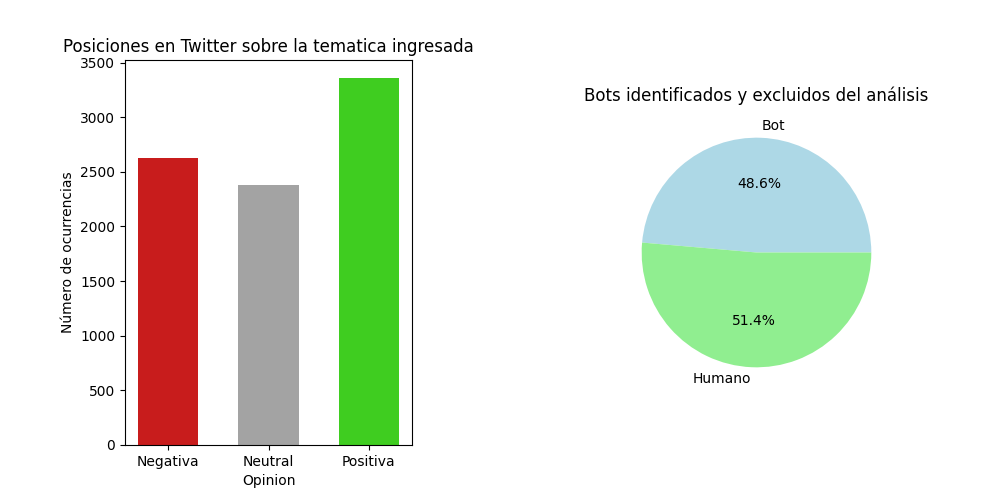 Posiciones en Twitter sobre la tematica ingresada
Número de ocurrencias
3500
3000
2500
2000
1500
1000
500
0
Negativa
Neutral
Positiva
Opinion
Bots identificados y excluidos del análisis
Bot
48.6%
51.4%
Humano